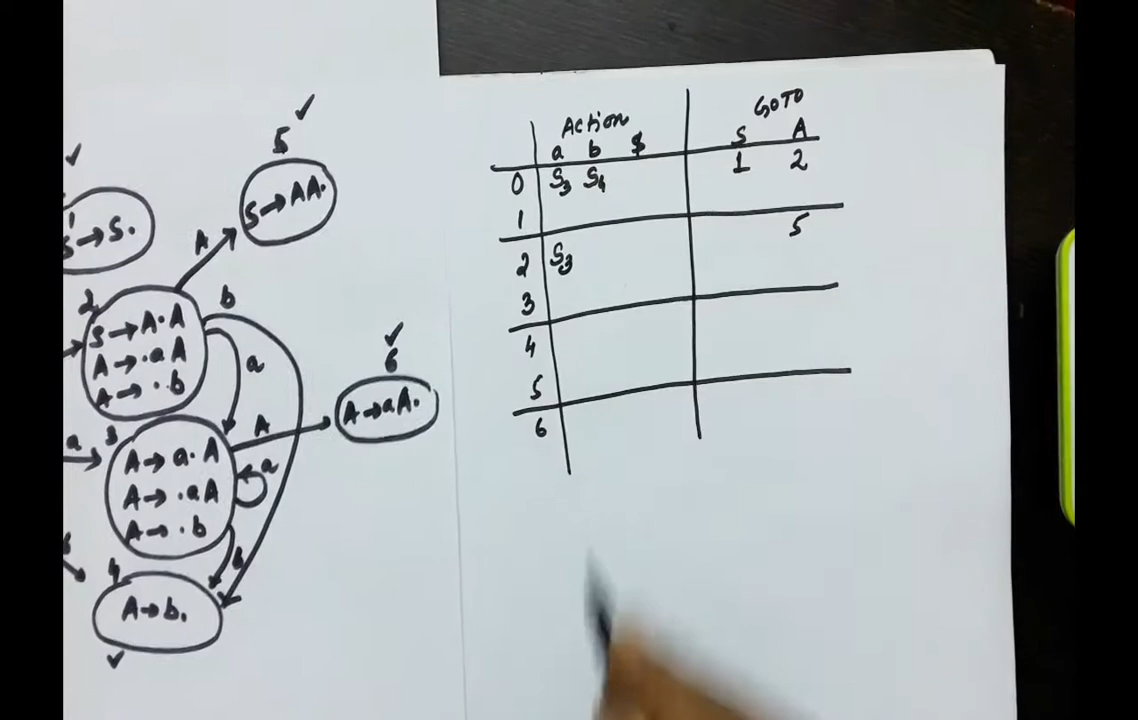 5
S→AA.
S'→S.
A
2
S→A·A
A→·aA
A→·b
b
a
6
A→aA.
A
a
3
A→a·A
A→·aA
A→·b
a
b
4
A→b.
Action GOTO
a b $ S A
0 S3 S4 1 2
1
5
2 S3
3
4
5
6